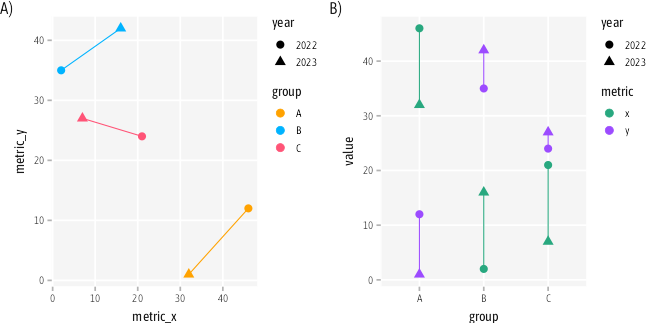 A)
metric_y
40
30
20
10
0
0 10 20 30 40
metric_x
year
2022
2023
group
A
B
C
B)
value
40
30
20
10
0
A B C
group
year
2022
2023
metric
x
y